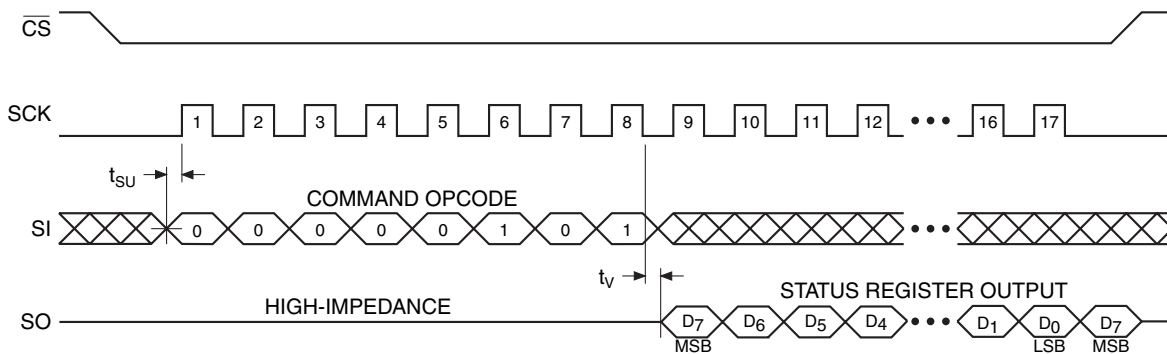 CS
SCK 1 2 3 4 5 6 7 8 9 10 11 12 ••• 16 17
tSU
COMMAND OPCODE
SI 0 0 0 0 0 1 0 1 •••
tV
HIGH-IMPEDANCE STATUS REGISTER OUTPUT
SO D7 D6 D5 D4 ••• D1 D0 D7
MSB LSB MSB